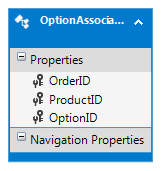 OptionAssocia...
Properties
OrderID
ProductID
OptionID
Navigation Properties